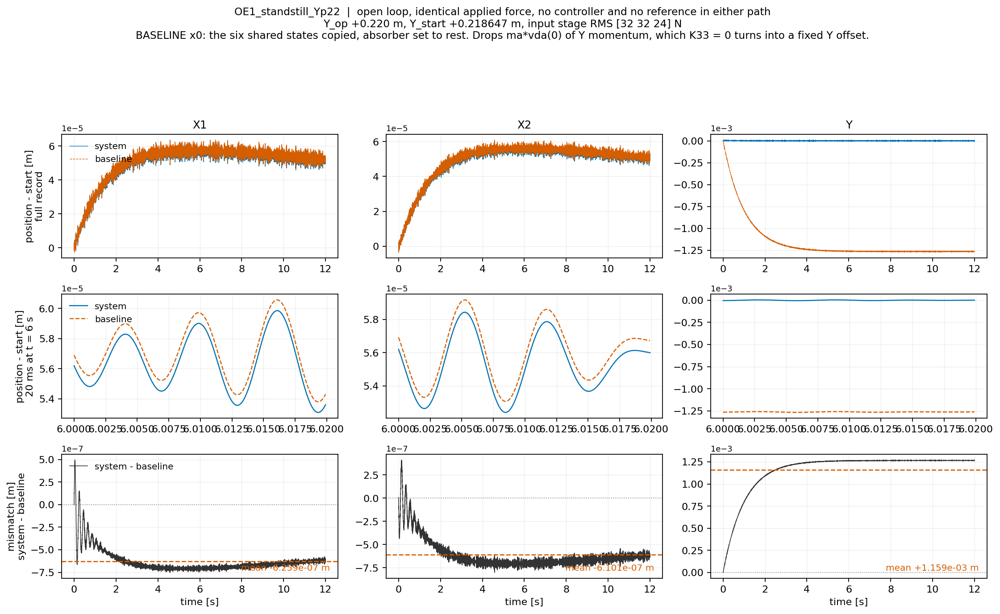 OE1_standstill_Yp22  |  open loop, identical applied force, no controller and no reference in either path
Y_op +0.220 m, Y_start +0.218647 m, input stage RMS [32 32 24] N
BASELINE x0: the six shared states copied, absorber set to rest. Drops ma*vda(0) of Y momentum, which K33 = 0 turns into a fixed Y offset.
X1
1e−5
position - start [m]
full record
6
4
2
0
system
baseline
0 2 4 6 8 10 12
X2
1e−5
6
4
2
0
0 2 4 6 8 10 12
Y
1e−3
0.00
−0.25
−0.50
−0.75
−1.00
−1.25
0 2 4 6 8 10 12
1e−5
position - start [m]
20 ms at t = 6 s
6.0
5.8
5.6
5.4
system
baseline
6.0000 6.0025 6.0050 6.0075 6.0100 6.0125 6.0150 6.0175 6.0200
1e−5
5.8
5.6
5.4
6.0000 6.0025 6.0050 6.0075 6.0100 6.0125 6.0150 6.0175 6.0200
1e−3
0.00
−0.25
−0.50
−0.75
−1.00
−1.25
6.0000 6.0025 6.0050 6.0075 6.0100 6.0125 6.0150 6.0175 6.0200
1e−7
mismatch [m]
system - baseline
5.0
2.5
0.0
−2.5
−5.0
−7.5
system - baseline
mean -6.259e-07 m
0 2 4 6 8 10 12
time [s]
1e−7
2.5
0.0
−2.5
−5.0
−7.5
mean -6.101e-07 m
0 2 4 6 8 10 12
time [s]
1e−3
1.25
1.00
0.75
0.50
0.25
0.00
mean +1.159e-03 m
0 2 4 6 8 10 12
time [s]